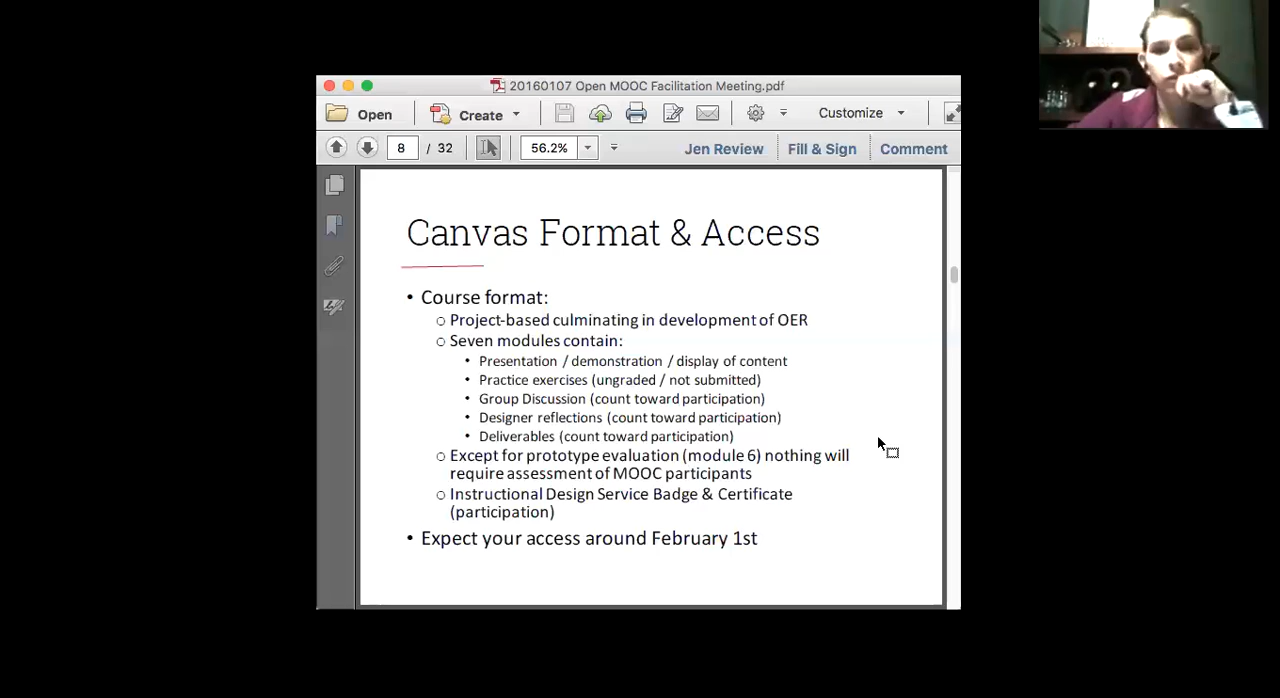 20160107 Open MOOC Facilitation Meeting.pdf
Open Create Customize
8 / 32 56.2% Jen Review Fill & Sign Comment
Canvas Format & Access
• Course format:
○ Project-based culminating in development of OER
○ Seven modules contain:
• Presentation / demonstration / display of content
• Practice exercises (ungraded / not submitted)
• Group Discussion (count toward participation)
• Designer reflections (count toward participation)
• Deliverables (count toward participation)
○ Except for prototype evaluation (module 6) nothing will
require assessment of MOOC participants
○ Instructional Design Service Badge & Certificate
(participation)
• Expect your access around February 1st